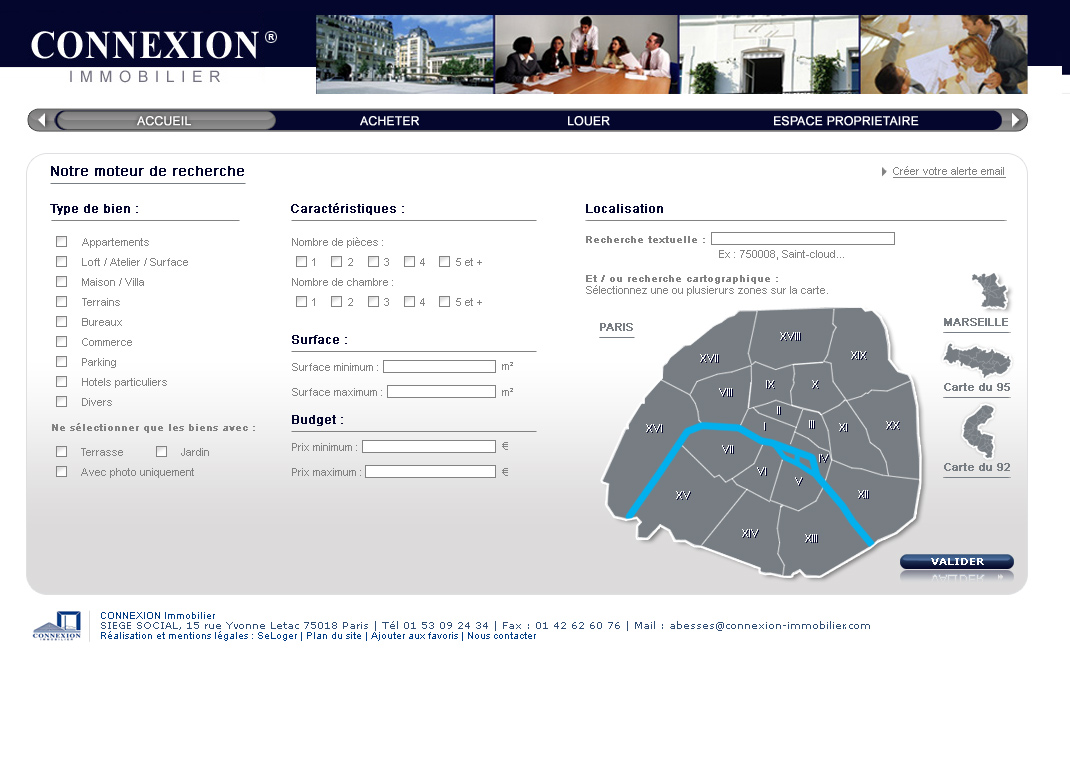 CONNEXION ®
IMMOBILIER
ACCUEIL
ACHETER
LOUER
ESPACE PROPRIETAIRE
Notre moteur de recherche
Créer votre alerte email
Type de bien :
Appartements
Loft / Atelier / Surface
Maison / Villa
Terrains
Bureaux
Commerce
Parking
Hotels particuliers
Divers
Ne sélectionner que les biens avec :
Terrasse
Jardin
Avec photo uniquement
Caractéristiques :
Nombre de pièces :
1 2 3 4 5 et +
Nombre de chambre :
1 2 3 4 5 et +
Surface :
Surface minimum : m²
Surface maximum : m²
Budget :
Prix minimum : €
Prix maximum : €
Localisation
Recherche textuelle :
Ex : 750008, Saint-cloud...
Et / ou recherche cartographique :
Sélectionnez une ou plusierurs zones sur la carte.
PARIS
XVIII
XVII
XIX
IX
X
VIII
II
III
I
XI
XX
XVI
VII
IV
VI
V
XV
XII
XIV
XIII
MARSEILLE
Carte du 95
Carte du 92
VALIDER
CONNEXION
IMMOBILIER
CONNEXION Immobilier
SIEGE SOCIAL, 15 rue Yvonne Letac 75018 Paris | Tél 01 53 09 24 34 | Fax : 01 42 62 60 76 | Mail : abesses@connexion-immobilier.com
Réalisation et mentions légales : SeLoger | Plan du site | Ajouter aux favoris | Nous contacter